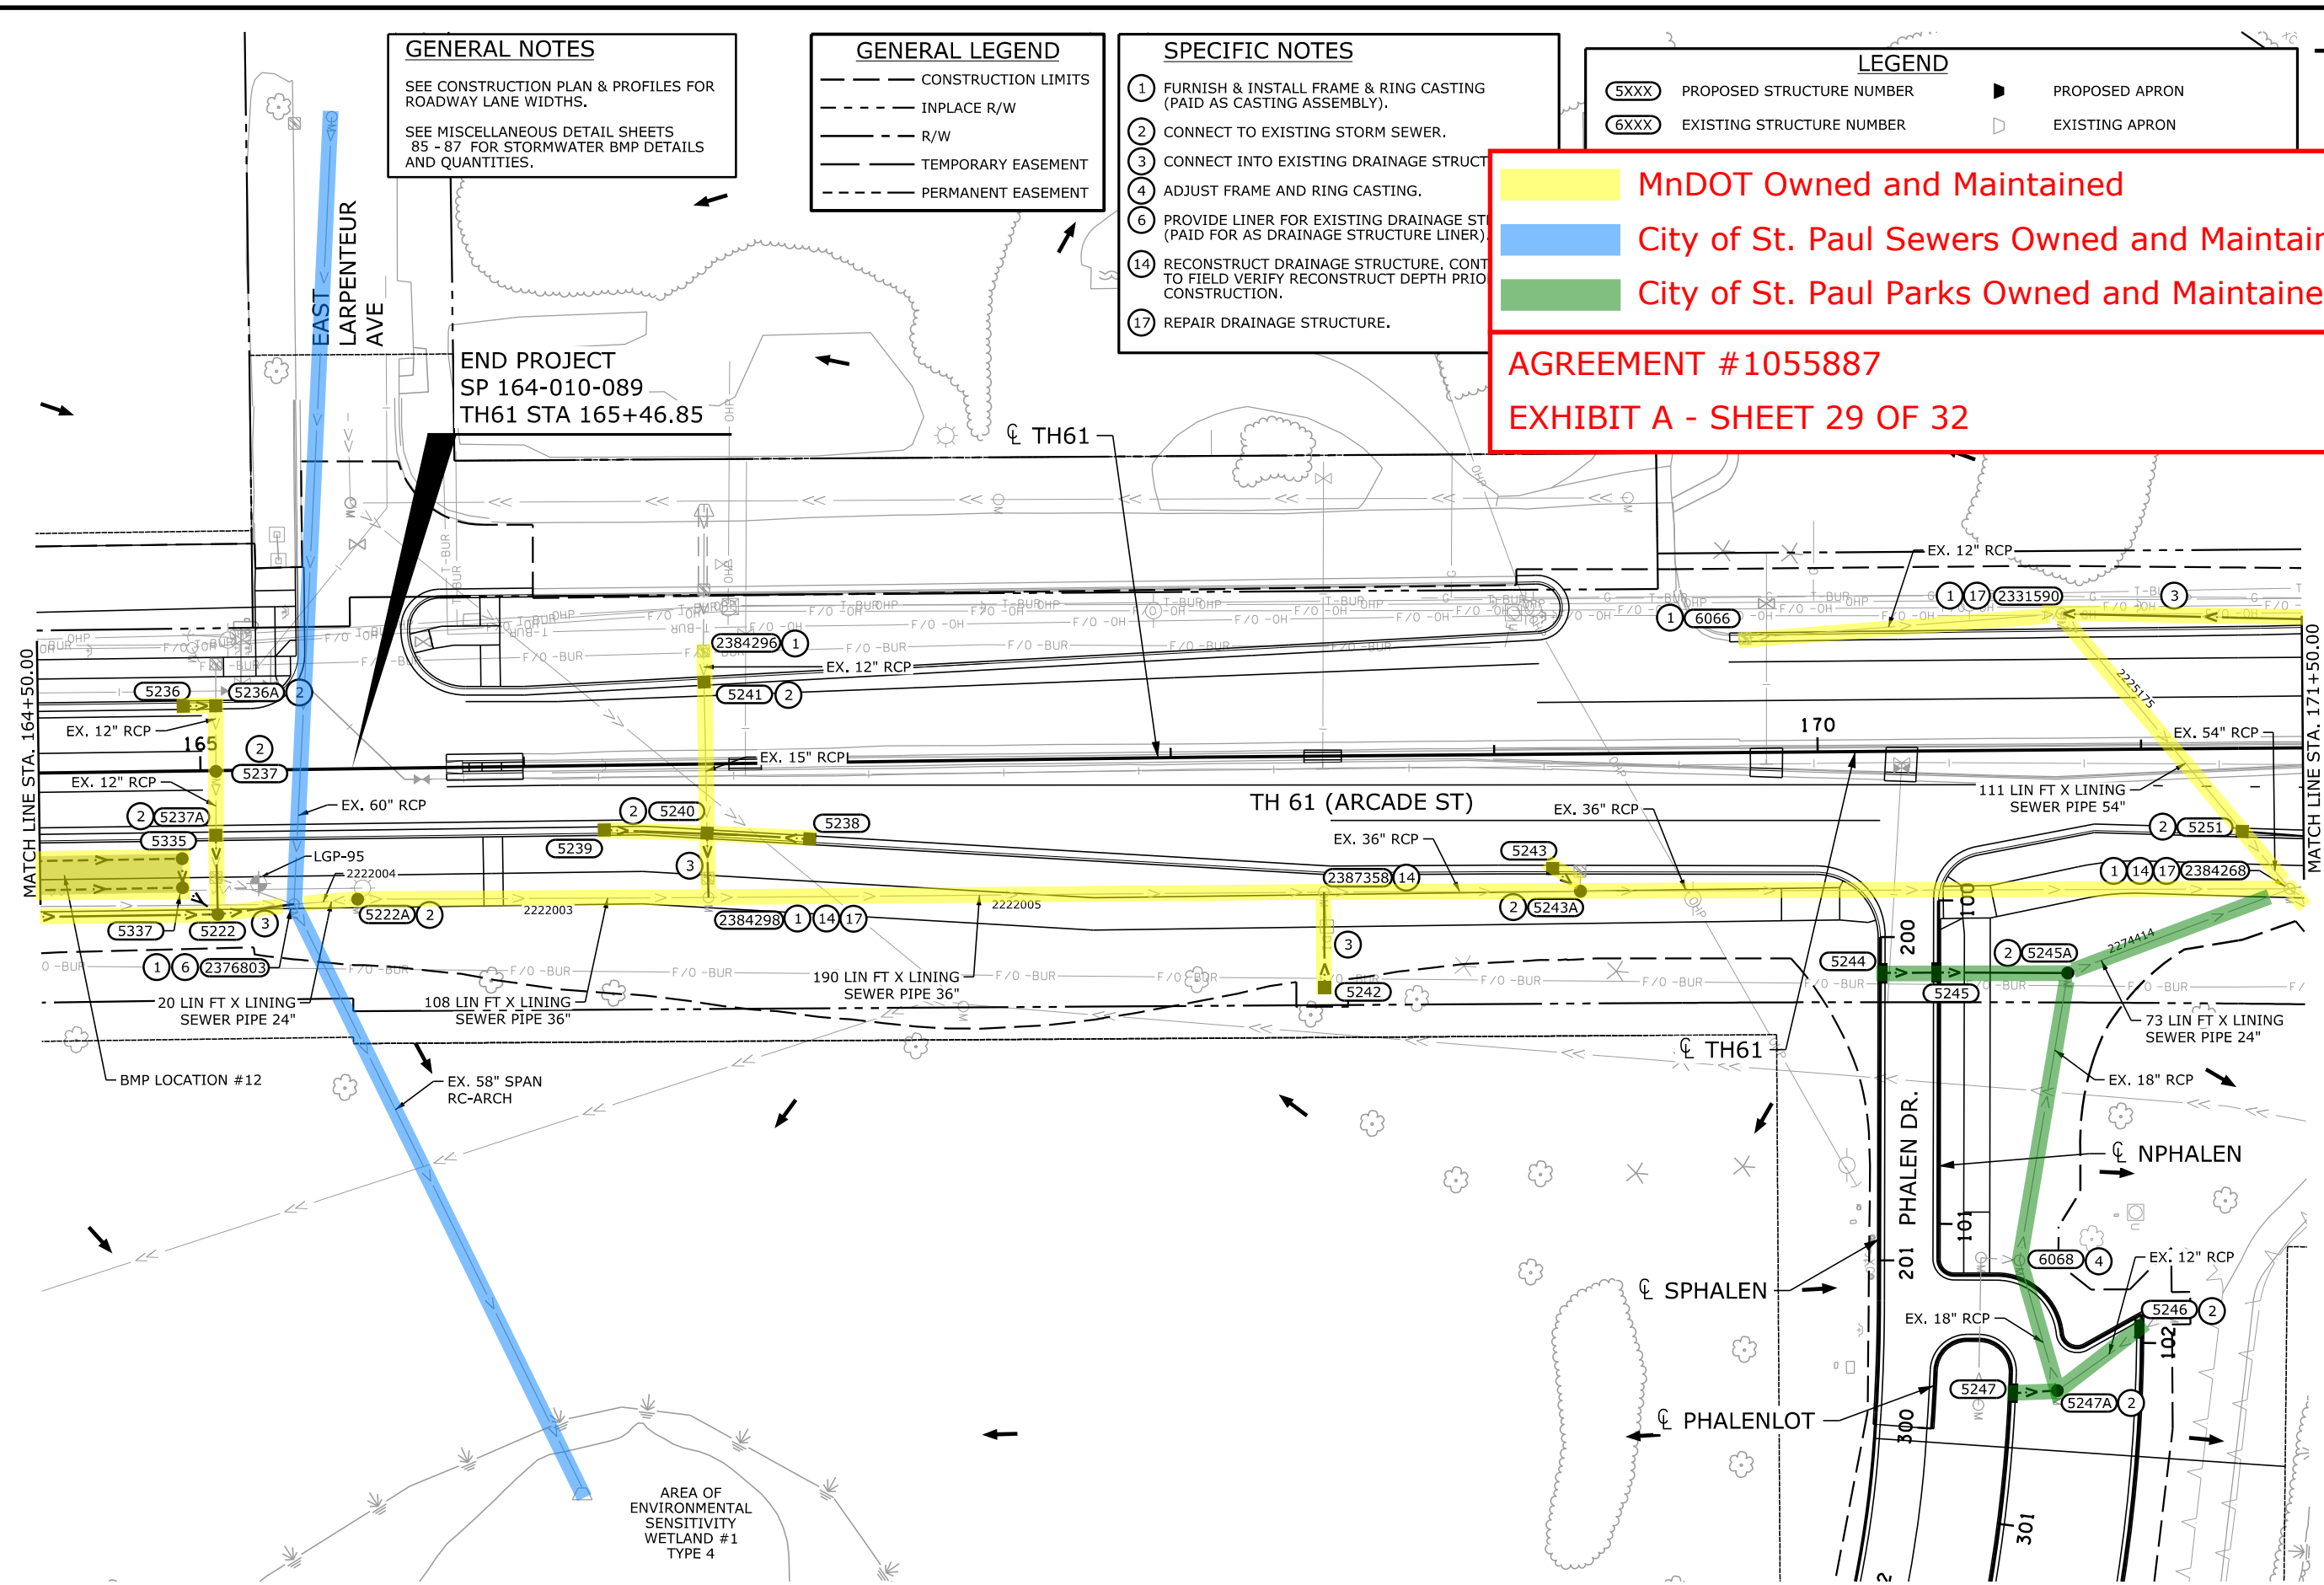 GENERAL NOTES
SEE CONSTRUCTION PLAN & PROFILES FOR
ROADWAY LANE WIDTHS.
SEE MISCELLANEOUS DETAIL SHEETS
85 - 87 FOR STORMWATER BMP DETAILS
AND QUANTITIES.
GENERAL LEGEND
CONSTRUCTION LIMITS
INPLACE R/W
R/W
TEMPORARY EASEMENT
PERMANENT EASEMENT
SPECIFIC NOTES
1 FURNISH & INSTALL FRAME & RING CASTING
(PAID AS CASTING ASSEMBLY).
2 CONNECT TO EXISTING STORM SEWER.
3 CONNECT INTO EXISTING DRAINAGE STRUCT
4 ADJUST FRAME AND RING CASTING.
6 PROVIDE LINER FOR EXISTING DRAINAGE
(PAID FOR AS DRAINAGE STRUCTURE LINER).
14 RECONSTRUCT DRAINAGE STRUCTURE. CONT
TO FIELD VERIFY RECONSTRUCT DEPTH PRIO
CONSTRUCTION.
17 REPAIR DRAINAGE STRUCTURE.
LEGEND
5XXX PROPOSED STRUCTURE NUMBER
PROPOSED APRON
6XXX EXISTING STRUCTURE NUMBER
EXISTING APRON
MnDOT Owned and Maintained
City of St. Paul Sewers Owned and Maintain
City of St. Paul Parks Owned and Maintaine
AGREEMENT #1055887
EXHIBIT A - SHEET 29 OF 32
EAST
LARPENTEUR
AVE
END PROJECT
SP 164-010-089
TH61 STA 165+46.85
℄ TH61
EX. 12" RCP
1 17 2331590 3
1 6066
2384296 1
EX. 12" RCP
5241 2
5236 5236A 2
EX. 12" RCP
165
2
5237
EX. 12" RCP
EX. 15" RCP
170
2225175
EX. 54" RCP
MATCH LINE STA. 164+50.00
MATCH LINE STA. 171+50.00
EX. 60" RCP
2 5237A
5335
2 5240
5238
5239
TH 61 (ARCADE ST)
EX. 36" RCP
EX. 36" RCP
111 LIN FT X LINING
SEWER PIPE 54"
2 5251
LGP-95
2222004
3
5243
2387358 14
1 14 17 2384268
5337 5222 3
5222A 2
2222003
2384298 1 14 17
2222005
2 5243A
100
200
2 5245A
2274414
1 6 2376803
3
5244
5245
5242
20 LIN FT X LINING
SEWER PIPE 24"
108 LIN FT X LINING
SEWER PIPE 36"
190 LIN FT X LINING
SEWER PIPE 36"
73 LIN FT X LINING
SEWER PIPE 24"
℄ TH61
BMP LOCATION #12
EX. 58" SPAN
RC-ARCH
EX. 18" RCP
PHALEN DR.
℄ NPHALEN
101
201
6068 4
EX. 12" RCP
℄ SPHALEN
5246 2
EX. 18" RCP
102
5247
5247A 2
℄ PHALENLOT
300
301
AREA OF
ENVIRONMENTAL
SENSITIVITY
WETLAND #1
TYPE 4